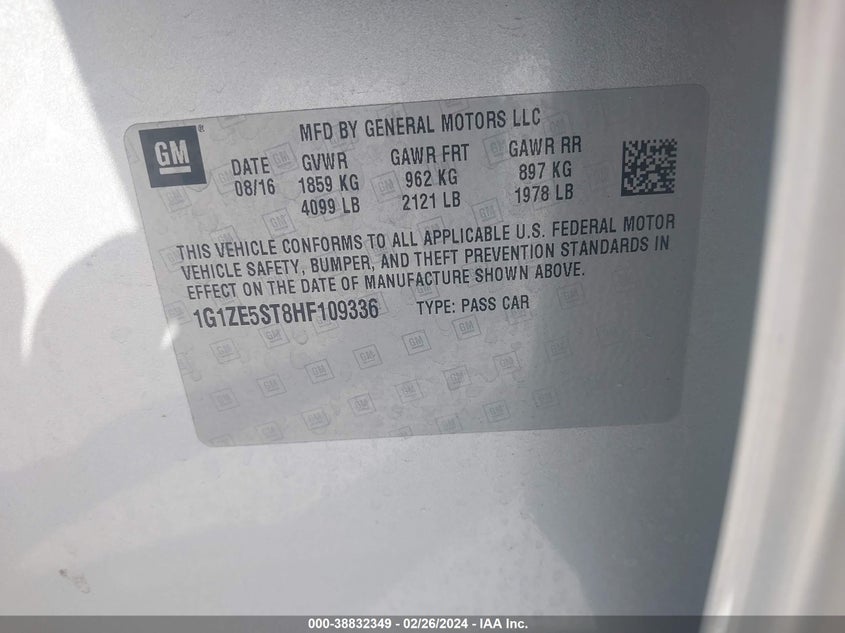 GM ® MFD BY GENERAL MOTORS LLC
DATE GVWR GAWR FRT GAWR RR
08/16 1859 KG 962 KG 897 KG
4099 LB 2121 LB 1978 LB
THIS VEHICLE CONFORMS TO ALL APPLICABLE U.S. FEDERAL MOTOR
VEHICLE SAFETY, BUMPER, AND THEFT PREVENTION STANDARDS IN
EFFECT ON THE DATE OF MANUFACTURE SHOWN ABOVE.
1G1ZE5ST8HF109336 TYPE: PASS CAR
000-38832349 - 02/26/2024 - IAA Inc.